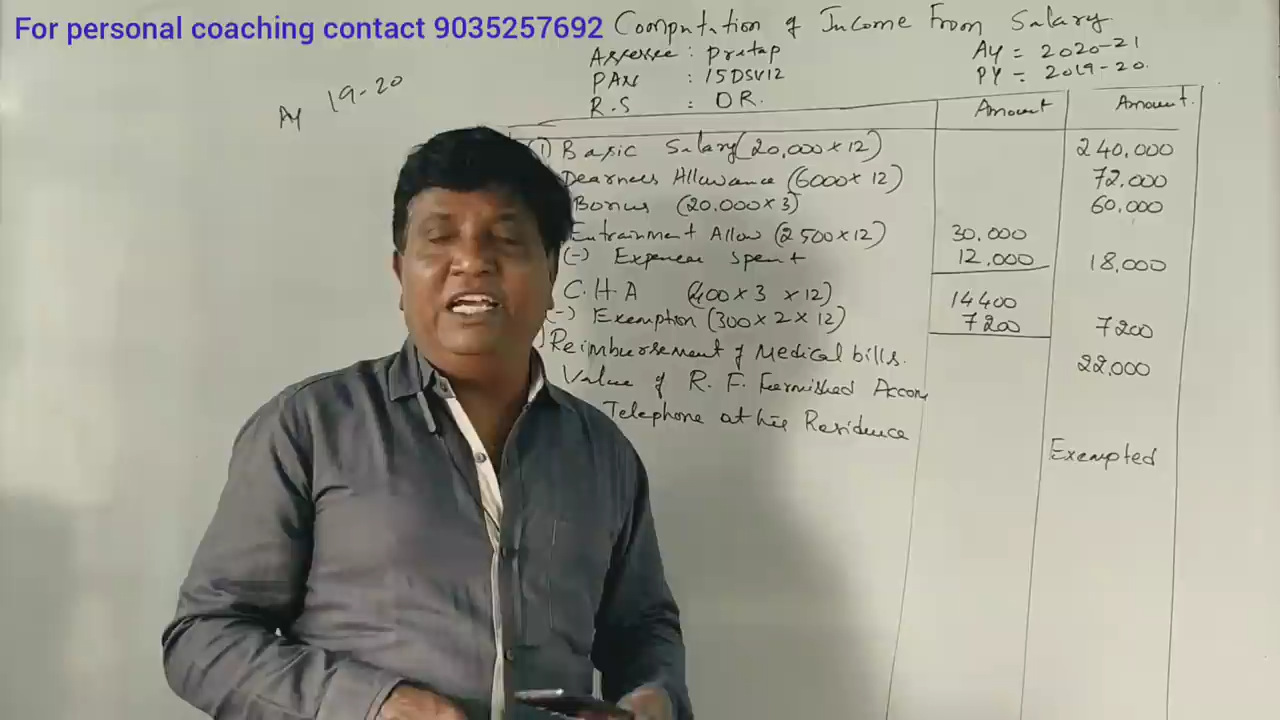 For personal coaching contact 9035257692
Computation of Income From Salary
Assessee : Pratap
AY = 2020-21
PAN : 15DSV12
PY = 2019-20
R.S : OR.
AY 19-20
Amount Amount
(1) Basic Salary (20,000 x 12) 240,000
Dearness Allowance (6000 x 12) 72,000
Bonus (20,000 x 3) 60,000
Entrainment Allow (2500 x 12) 30,000
(-) Expenses Spent 12,000 18,000
C.H.A (400 x 3 x 12) 14400
(-) Exemption (300 x 2 x 12) 7200 7200
Reimbursement of Medical bills. 22,000
Value of R. F. Furnished Accom
Telephone at his Residence
Exempted